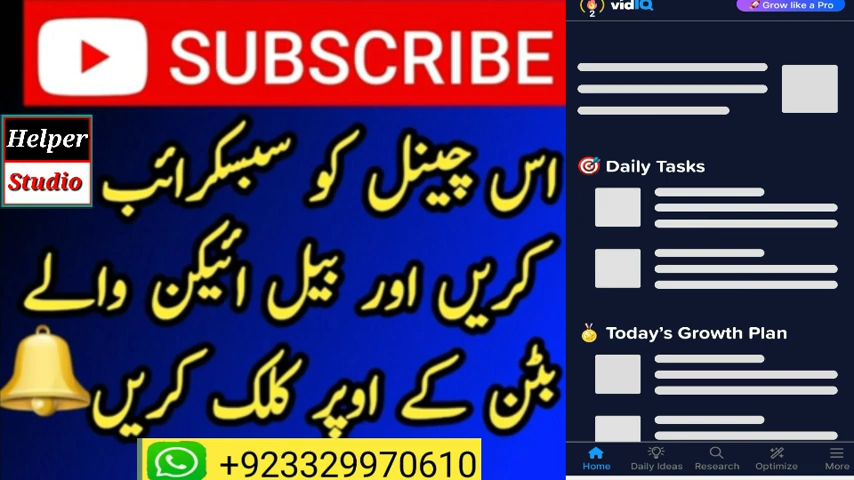 SUBSCRIBE
Helper
Studio
اس چینل کو سبسکرائب
کریں اور بیل ائیکن والے
بٹن کے اوپر کلک کریں
+923329970610
2
vidIQ
Grow like a Pro
Daily Tasks
Today's Growth Plan
Home
Daily Ideas
Research
Optimize
More